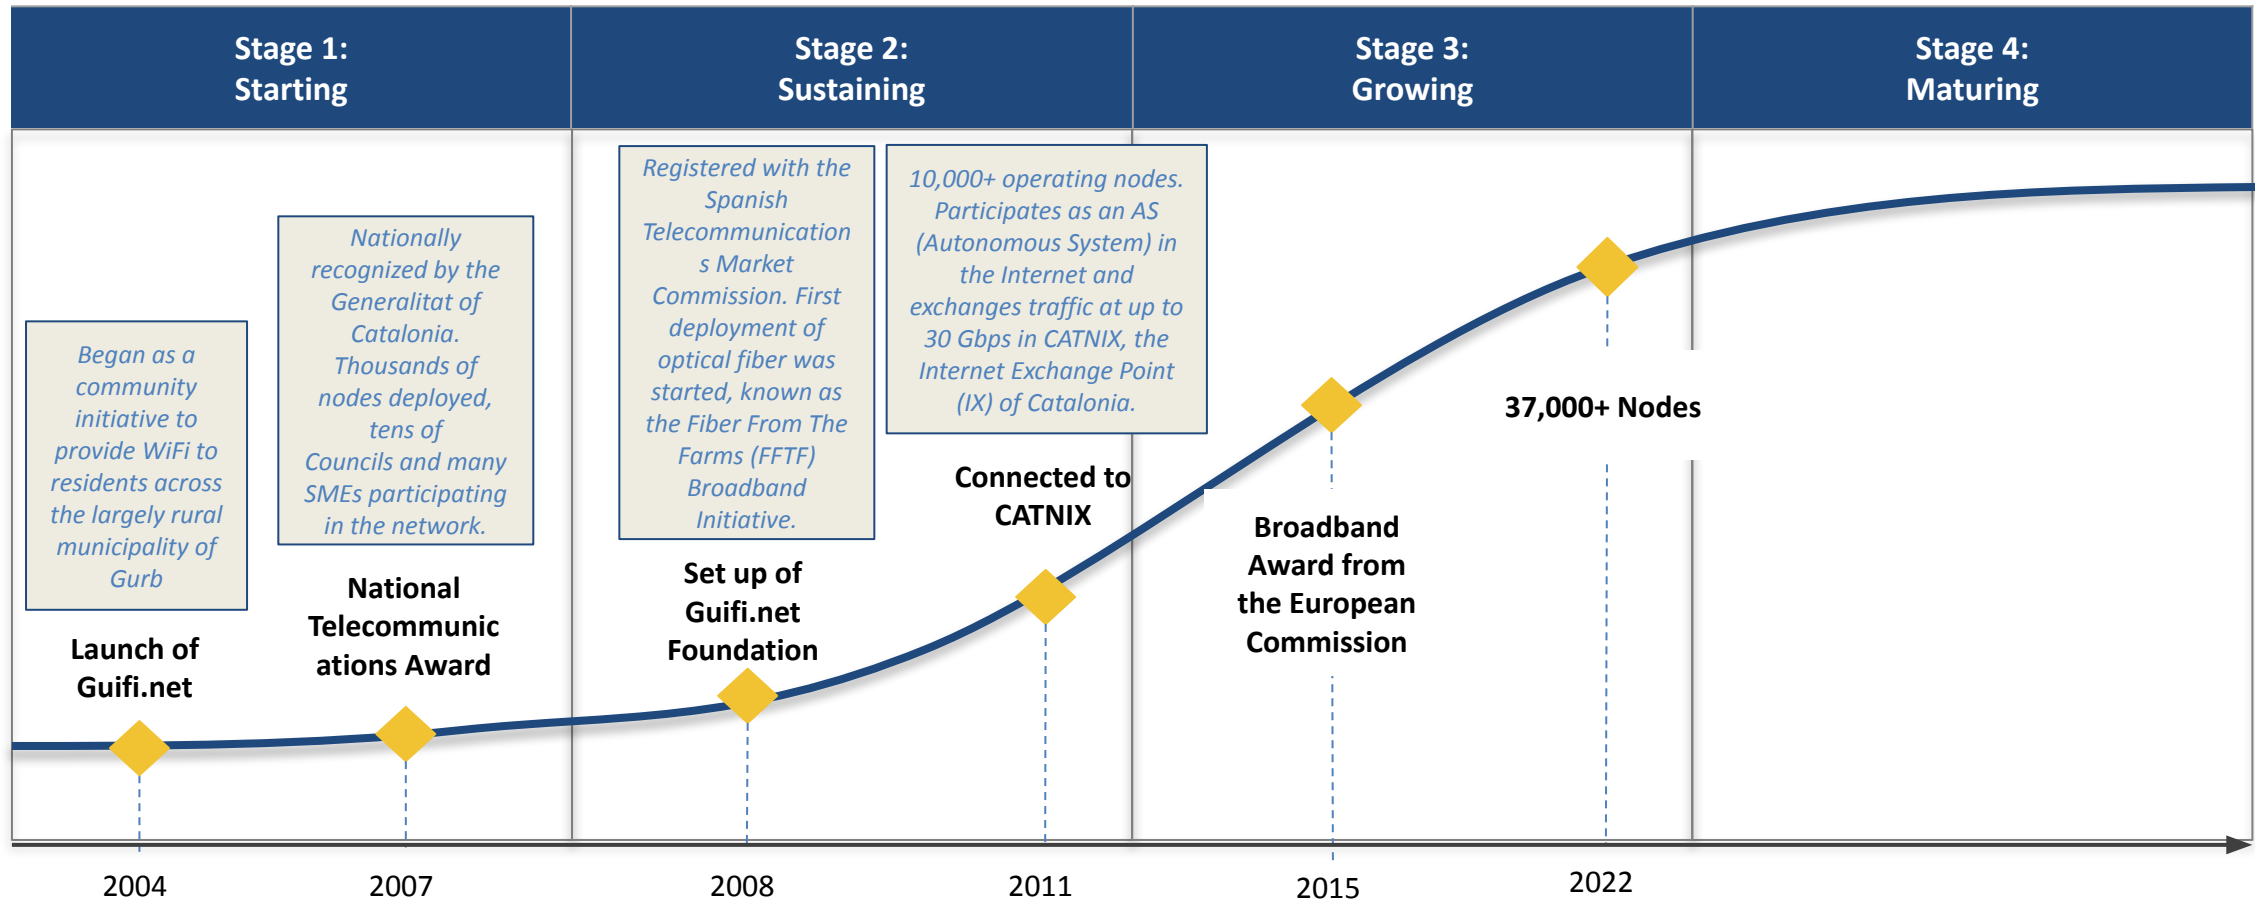 Stage 1:
Starting
Stage 2:
Sustaining
Stage 3:
Growing
Stage 4:
Maturing
Began as a
community
initiative to
provide WiFi to
residents across
the largely rural
municipality of
Gurb
Launch of
Guifi.net
Nationally
recognized by the
Generalitat of
Catalonia.
Thousands of
nodes deployed,
tens of
Councils and many
SMEs participating
in the network.
National
Telecommunic
ations Award
Registered with the
Spanish
Telecommunication
s Market
Commission. First
deployment of
optical fiber was
started, known as
the Fiber From The
Farms (FFTF)
Broadband
Initiative.
Set up of
Guifi.net
Foundation
10,000+ operating nodes.
Participates as an AS
(Autonomous System) in
the Internet and
exchanges traffic at up to
30 Gbps in CATNIX, the
Internet Exchange Point
(IX) of Catalonia.
Connected to
CATNIX
Broadband
Award from
the European
Commission
37,000+ Nodes
2004
2007
2008
2011
2015
2022